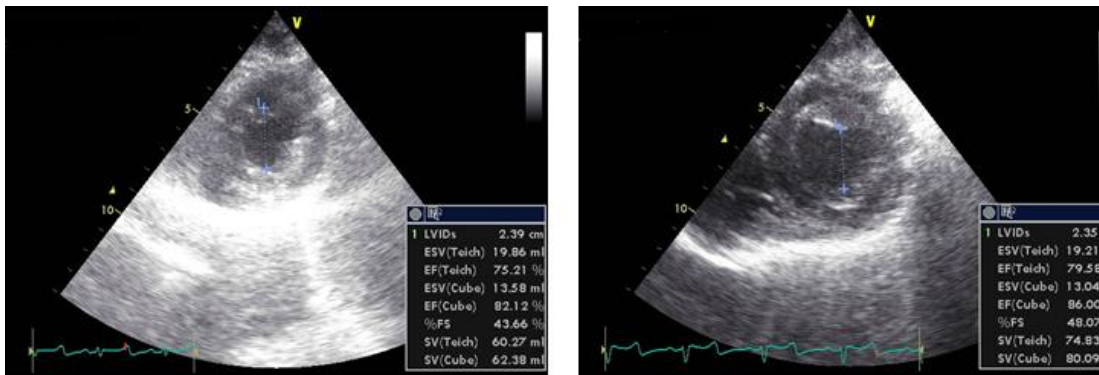 V
5
10
1
1 LVIDs 2.39 cm
ESV(Teich) 19.86 ml
EF(Teich) 75.21 %
ESV(Cube) 13.58 ml
EF(Cube) 82.12 %
%FS 43.66 %
SV(Teich) 60.27 ml
SV(Cube) 62.38 ml
V
5
10
1 LVIDs 2.35
ESV(Teich) 19.21
EF(Teich) 79.58
ESV(Cube) 13.04
EF(Cube) 86.00
%FS 48.07
SV(Teich) 74.83
SV(Cube) 80.09